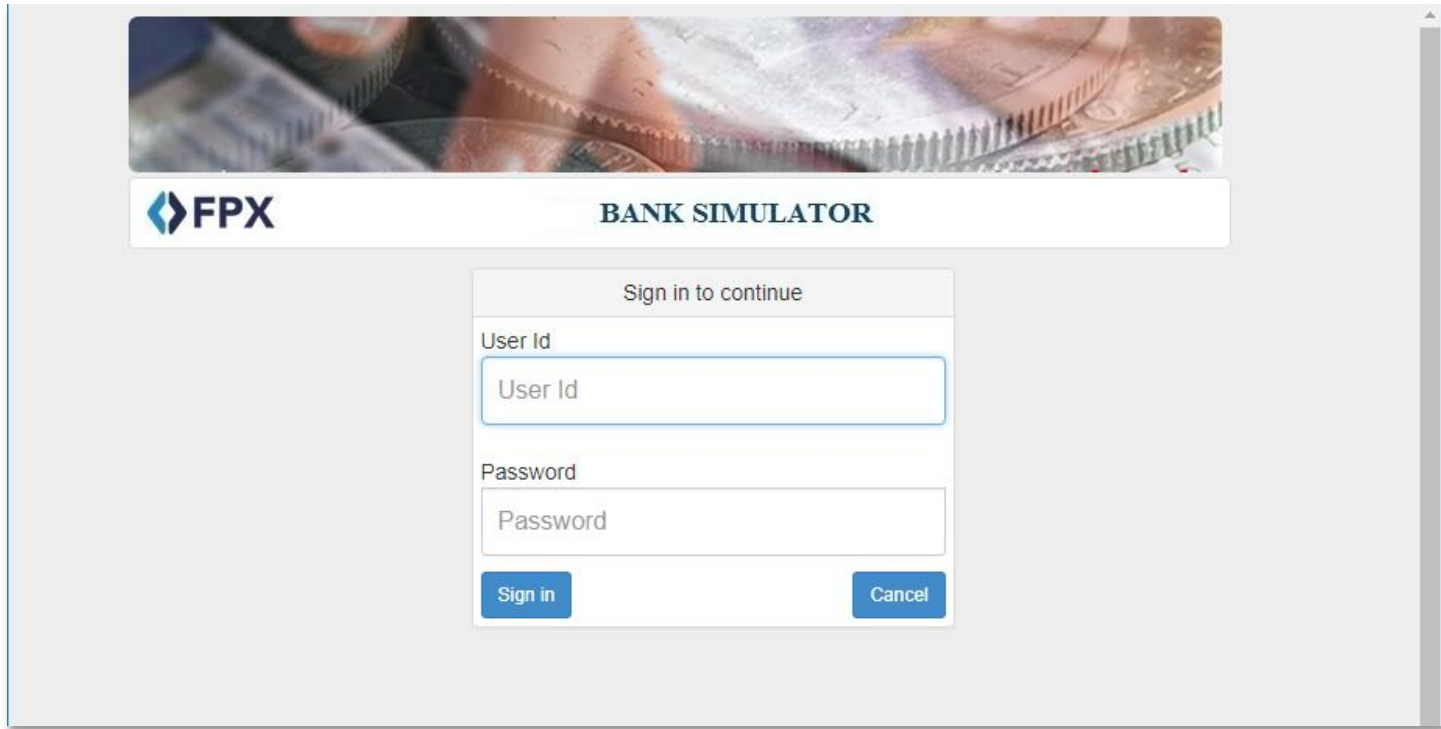 FPX
BANK SIMULATOR
Sign in to continue
User Id
User Id
Password
Password
Sign in
Cancel